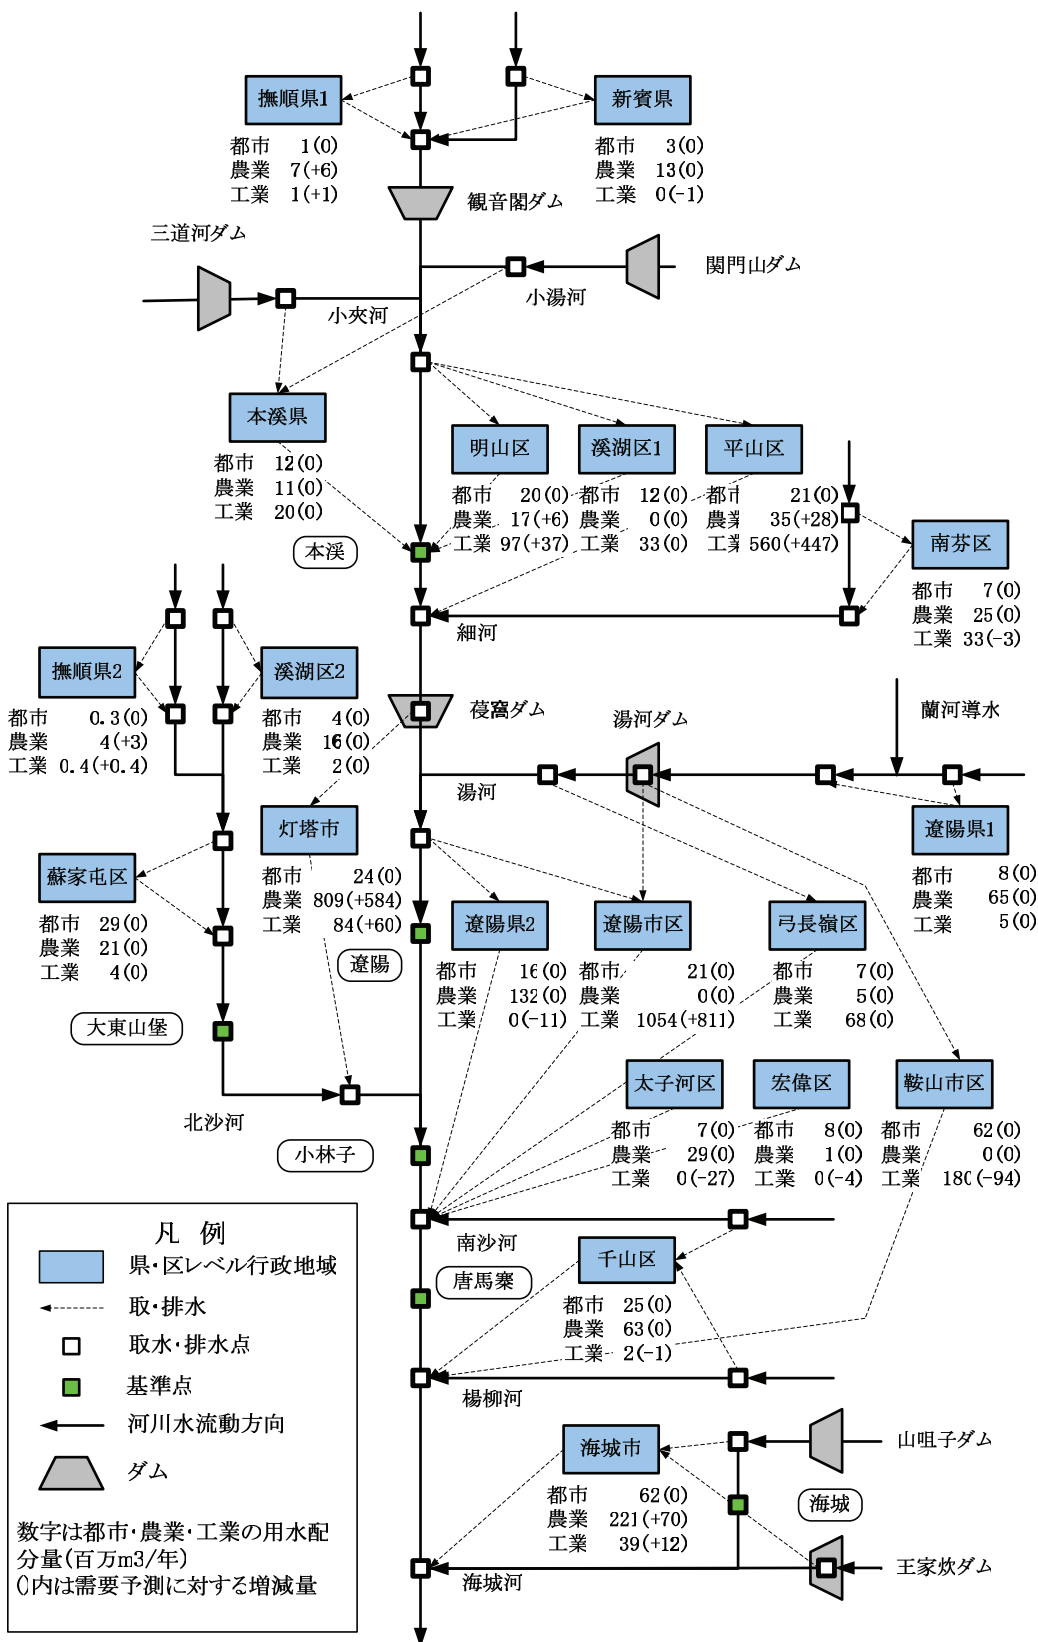 撫順県1
新賓県
都市 1(0)
農業 7(+6)
工業 1(+1)
都市 3(0)
農業 13(0)
工業 0(-1)
観音閣ダム
三道河ダム
関門山ダム
小湯河
小夾河
本渓県
都市 12(0)
農業 11(0)
工業 20(0)
明山区
都市 20(0)
農業 17(+6)
工業 97(+37)
渓湖区1
都市 12(0)
農業 0(0)
工業 33(0)
平山区
都市 21(0)
農業 35(+28)
工業 560(+447)
南芬区
都市 7(0)
農業 25(0)
工業 33(-3)
本渓
細河
撫順県2
都市 0.3(0)
農業 4(+3)
工業 0.4(+0.4)
渓湖区2
都市 4(0)
農業 16(0)
工業 2(0)
葠窩ダム
湯河ダム
蘭河導水
湯河
灯塔市
都市 24(0)
農業 809(+584)
工業 84(+60)
遼陽県1
都市 8(0)
農業 65(0)
工業 5(0)
蘇家屯区
都市 29(0)
農業 21(0)
工業 4(0)
遼陽県2
都市 16(0)
農業 132(0)
工業 0(-11)
遼陽市区
都市 21(0)
農業 0(0)
工業 1054(+811)
弓長嶺区
都市 7(0)
農業 5(0)
工業 68(0)
遼陽
大東山堡
北沙河
小林子
太子河区
都市 7(0)
農業 29(0)
工業 0(-27)
宏偉区
都市 8(0)
農業 1(0)
工業 0(-4)
鞍山市区
都市 62(0)
農業 0(0)
工業 180(-94)
南沙河
唐馬寨
千山区
都市 25(0)
農業 63(0)
工業 2(-1)
楊柳河
海城市
都市 62(0)
農業 221(+70)
工業 39(+12)
山咀子ダム
海城
王家炊ダム
海城河
凡 例
県・区レベル行政地域
取・排水
取水・排水点
基準点
河川水流動方向
ダム
数字は都市・農業・工業の用水配
分量(百万m3/年)
()内は需要予測に対する増減量